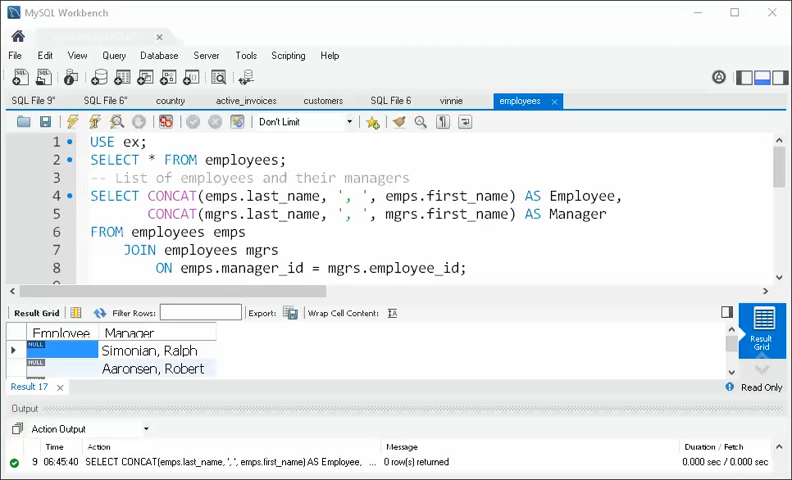 MySQL Workbench
File Edit View Query Database Server Tools Scripting Help
SQL File 9* SQL File 6* country active_invoices customers SQL File 6 vinnie employees
Don't Limit
1 USE ex;
2 SELECT * FROM employees;
3 -- List of employees and their managers
4 SELECT CONCAT(emps.last_name, ', ', emps.first_name) AS Employee,
5 CONCAT(mgrs.last_name, ', ', mgrs.first_name) AS Manager
6 FROM employees emps
7 JOIN employees mgrs
8 ON emps.manager_id = mgrs.employee_id;
Result Grid Filter Rows: Export: Wrap Cell Content:
Employee Manager
NULL Simonian, Ralph
NULL Aaronsen, Robert
Result Grid
Result 17 Read Only
Output
Action Output
Time Action Message Duration / Fetch
9 06:45:40 SELECT CONCAT(emps.last_name, ', ', emps.first_name) AS Employee, ... 0 row(s) returned 0.000 sec / 0.000 sec